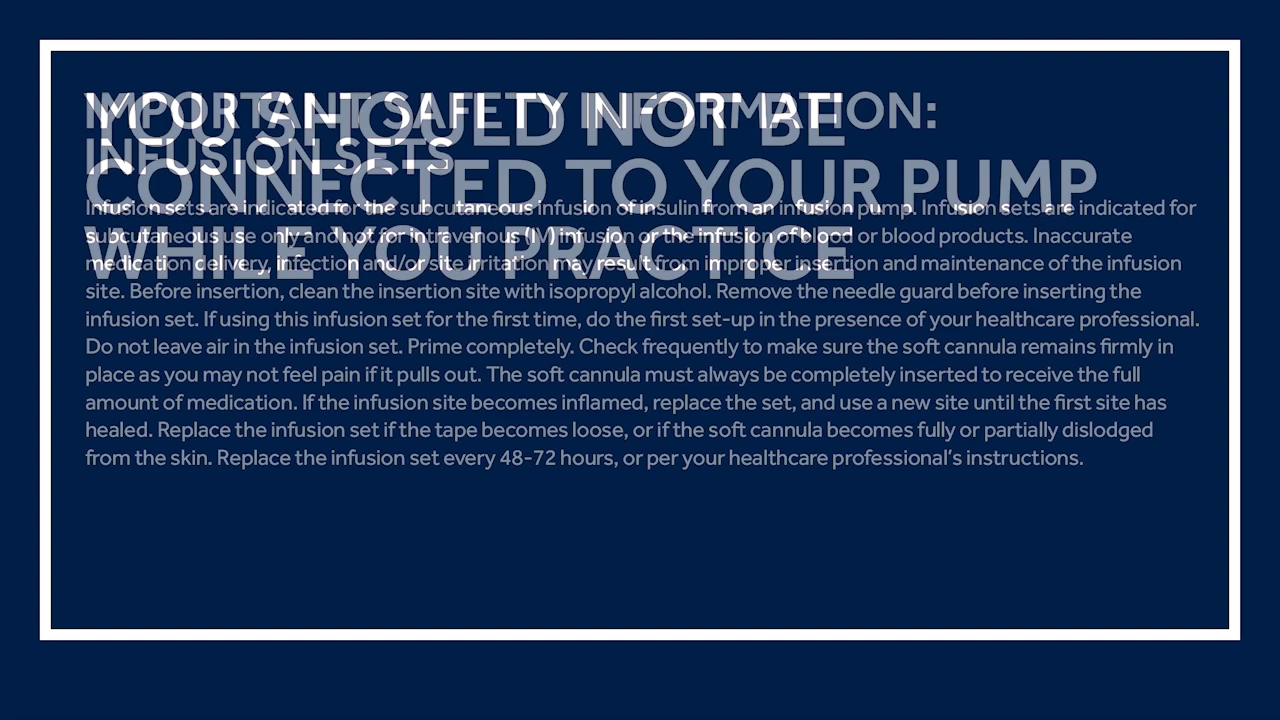 IMPORTANT SAFETY INFORMATION:
INFUSION SETS
YOU SHOULD NOT BE
CONNECTED TO YOUR PUMP
WHILE YOU PRACTICE
Infusion sets are indicated for the subcutaneous infusion of insulin from an infusion pump. Infusion sets are indicated for
subcutaneous use only and not for intravenous (IV) infusion or the infusion of blood or blood products. Inaccurate
medication delivery, infection and/or site irritation may result from improper insertion and maintenance of the infusion
site. Before insertion, clean the insertion site with isopropyl alcohol. Remove the needle guard before inserting the
infusion set. If using this infusion set for the first time, do the first set-up in the presence of your healthcare professional.
Do not leave air in the infusion set. Prime completely. Check frequently to make sure the soft cannula remains firmly in
place as you may not feel pain if it pulls out. The soft cannula must always be completely inserted to receive the full
amount of medication. If the infusion site becomes inflamed, replace the set, and use a new site until the first site has
healed. Replace the infusion set if the tape becomes loose, or if the soft cannula becomes fully or partially dislodged
from the skin. Replace the infusion set every 48-72 hours, or per your healthcare professional's instructions.